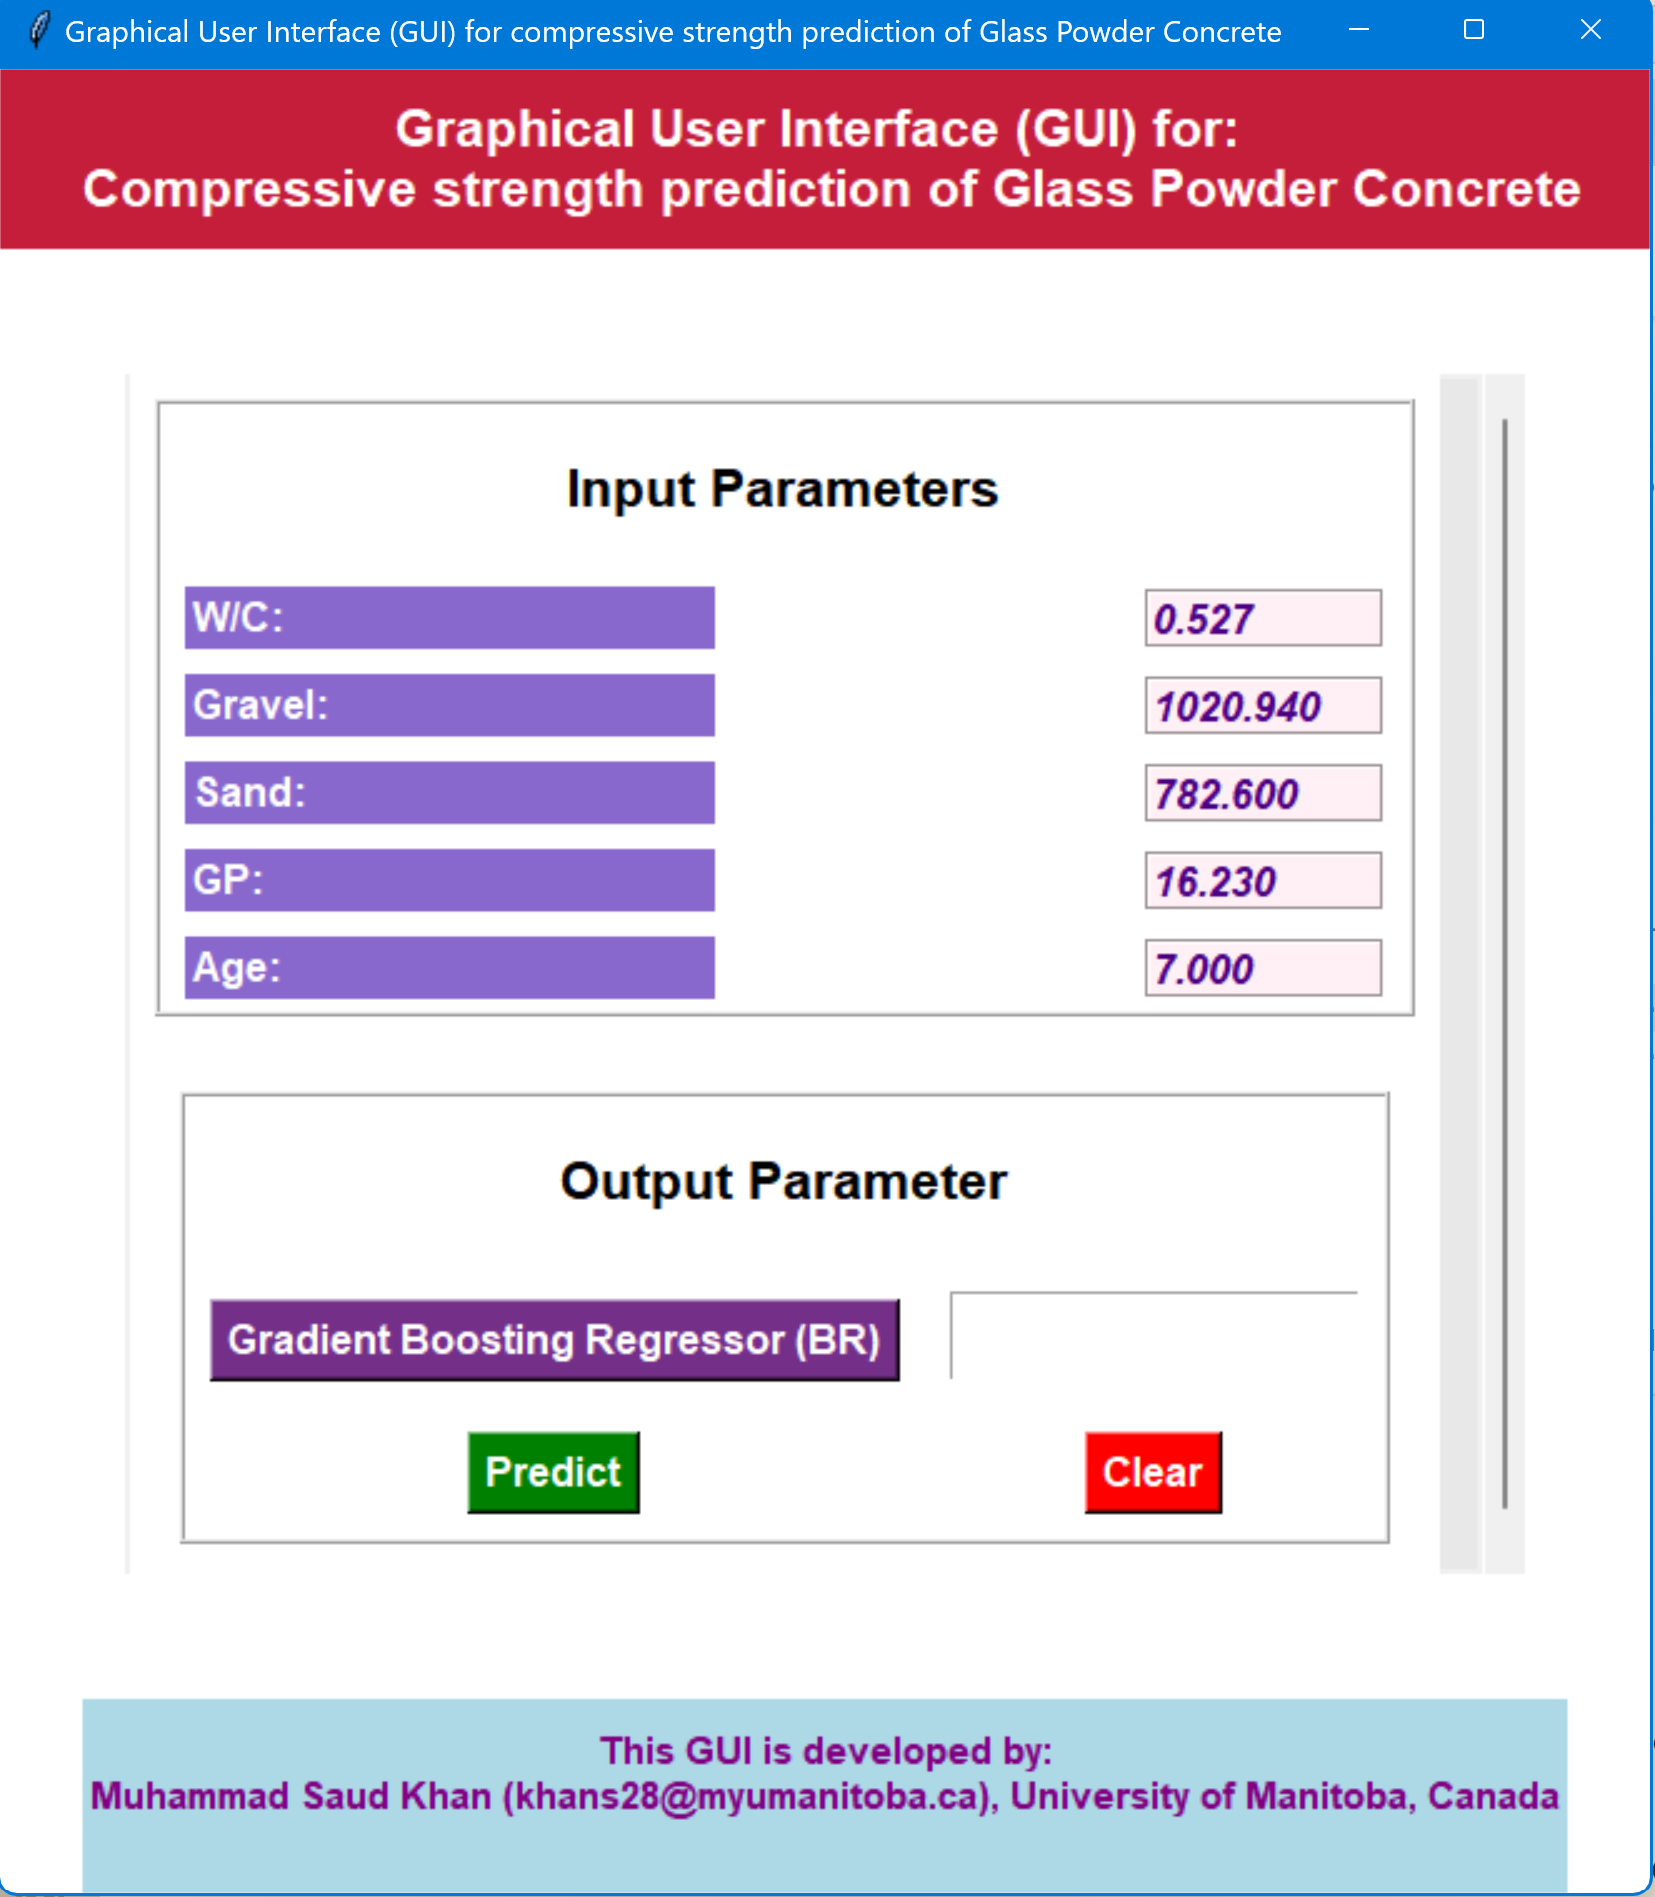 Graphical User Interface (GUI) for compressive strength prediction of Glass Powder Concrete
Graphical User Interface (GUI) for:
Compressive strength prediction of Glass Powder Concrete
Input Parameters
W/C: 0.527
Gravel: 1020.940
Sand: 782.600
GP: 16.230
Age: 7.000
Output Parameter
Gradient Boosting Regressor (BR)
Predict Clear
This GUI is developed by:
Muhammad Saud Khan (khans28@myumanitoba.ca), University of Manitoba, Canada